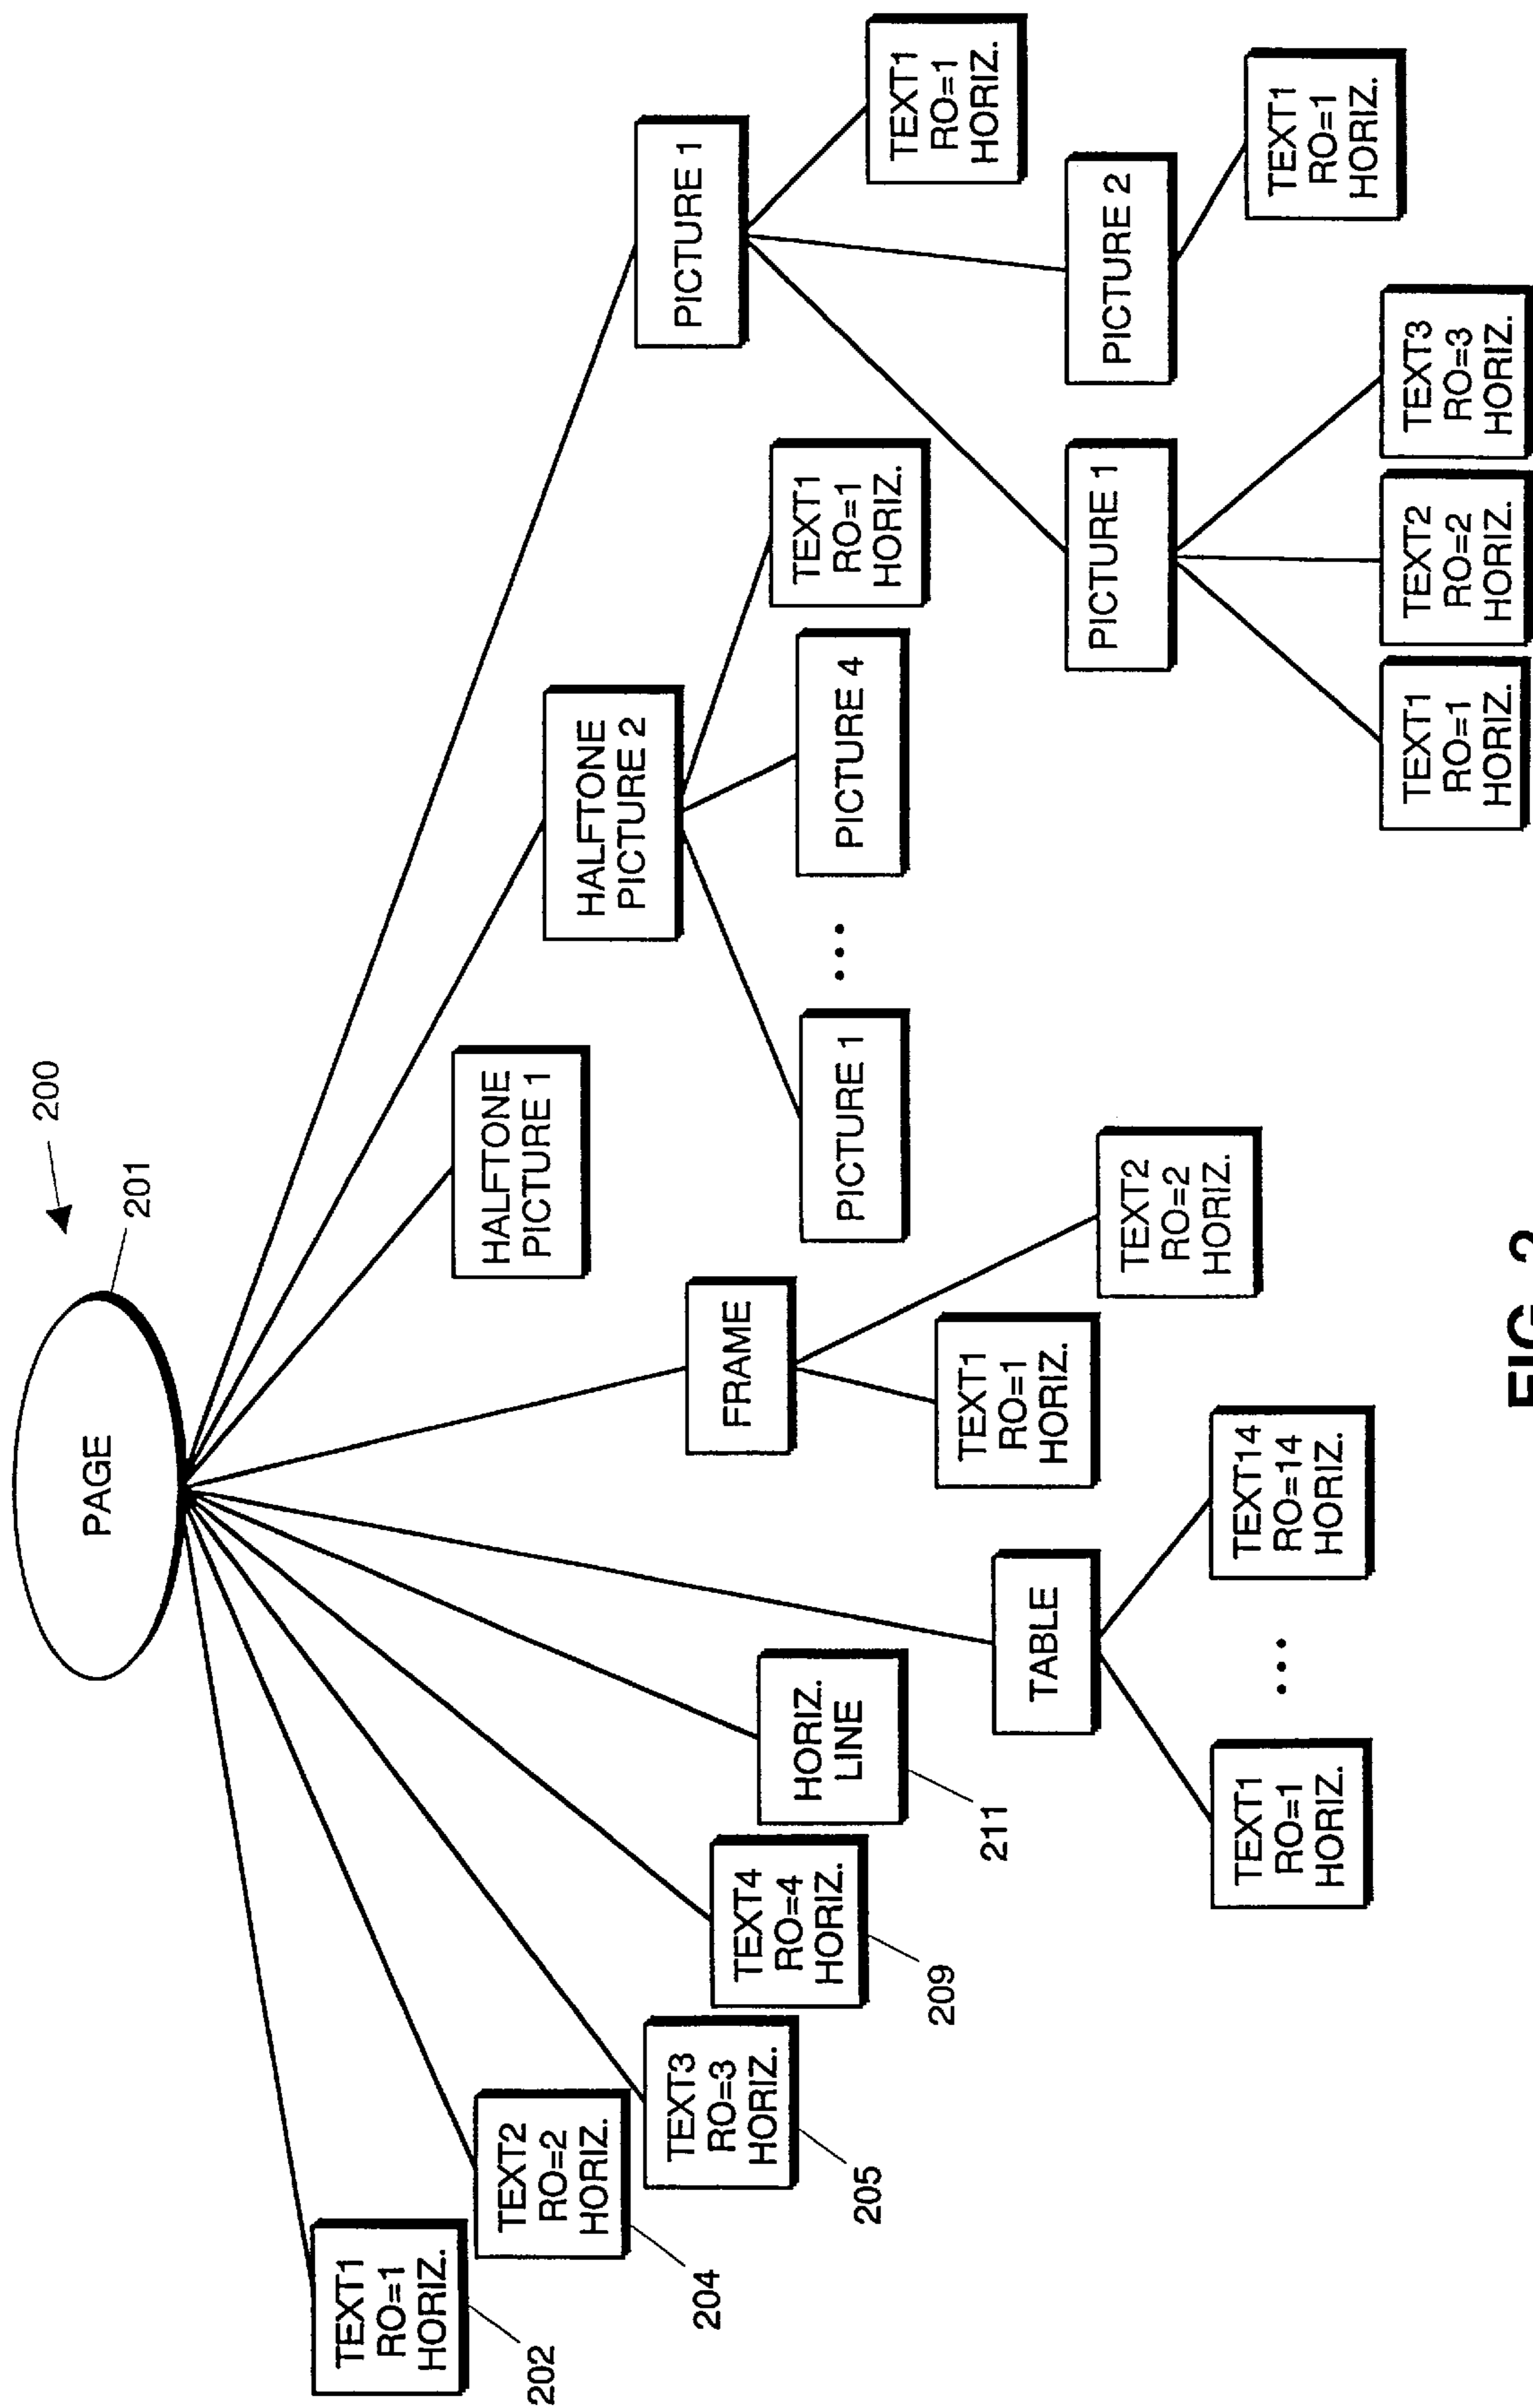 200
201
PAGE
TEXT1
RO=1
HORIZ.
202
TEXT2
RO=2
HORIZ.
204
TEXT3
RO=3
HORIZ.
205
TEXT4
RO=4
HORIZ.
209
HORIZ.
LINE
211
TABLE
TEXT1
RO=1
HORIZ.
...
TEXT14
RO=14
HORIZ.
FRAME
TEXT1
RO=1
HORIZ.
TEXT2
RO=2
HORIZ.
HALFTONE
PICTURE 1
HALFTONE
PICTURE 2
PICTURE 1
...
PICTURE 4
TEXT1
RO=1
HORIZ.
PICTURE 1
PICTURE 1
TEXT1
RO=1
HORIZ.
TEXT2
RO=2
HORIZ.
TEXT3
RO=3
HORIZ.
PICTURE 2
TEXT1
RO=1
HORIZ.
TEXT1
RO=1
HORIZ.